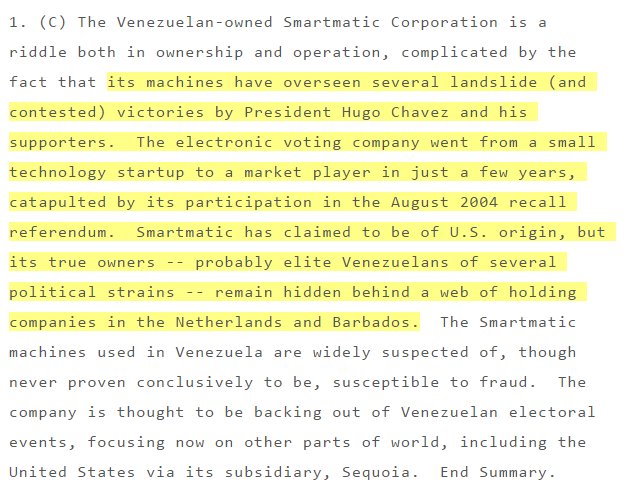 1. (C) The Venezuelan-owned Smartmatic Corporation is a
riddle both in ownership and operation, complicated by the
fact that its machines have overseen several landslide (and
contested) victories by President Hugo Chavez and his
supporters.  The electronic voting company went from a small
technology startup to a market player in just a few years,
catapulted by its participation in the August 2004 recall
referendum.  Smartmatic has claimed to be of U.S. origin, but
its true owners -- probably elite Venezuelans of several
political strains -- remain hidden behind a web of holding
companies in the Netherlands and Barbados.  The Smartmatic
machines used in Venezuela are widely suspected of, though
never proven conclusively to be, susceptible to fraud.  The
company is thought to be backing out of Venezuelan electoral
events, focusing now on other parts of world, including the
United States via its subsidiary, Sequoia.  End Summary.